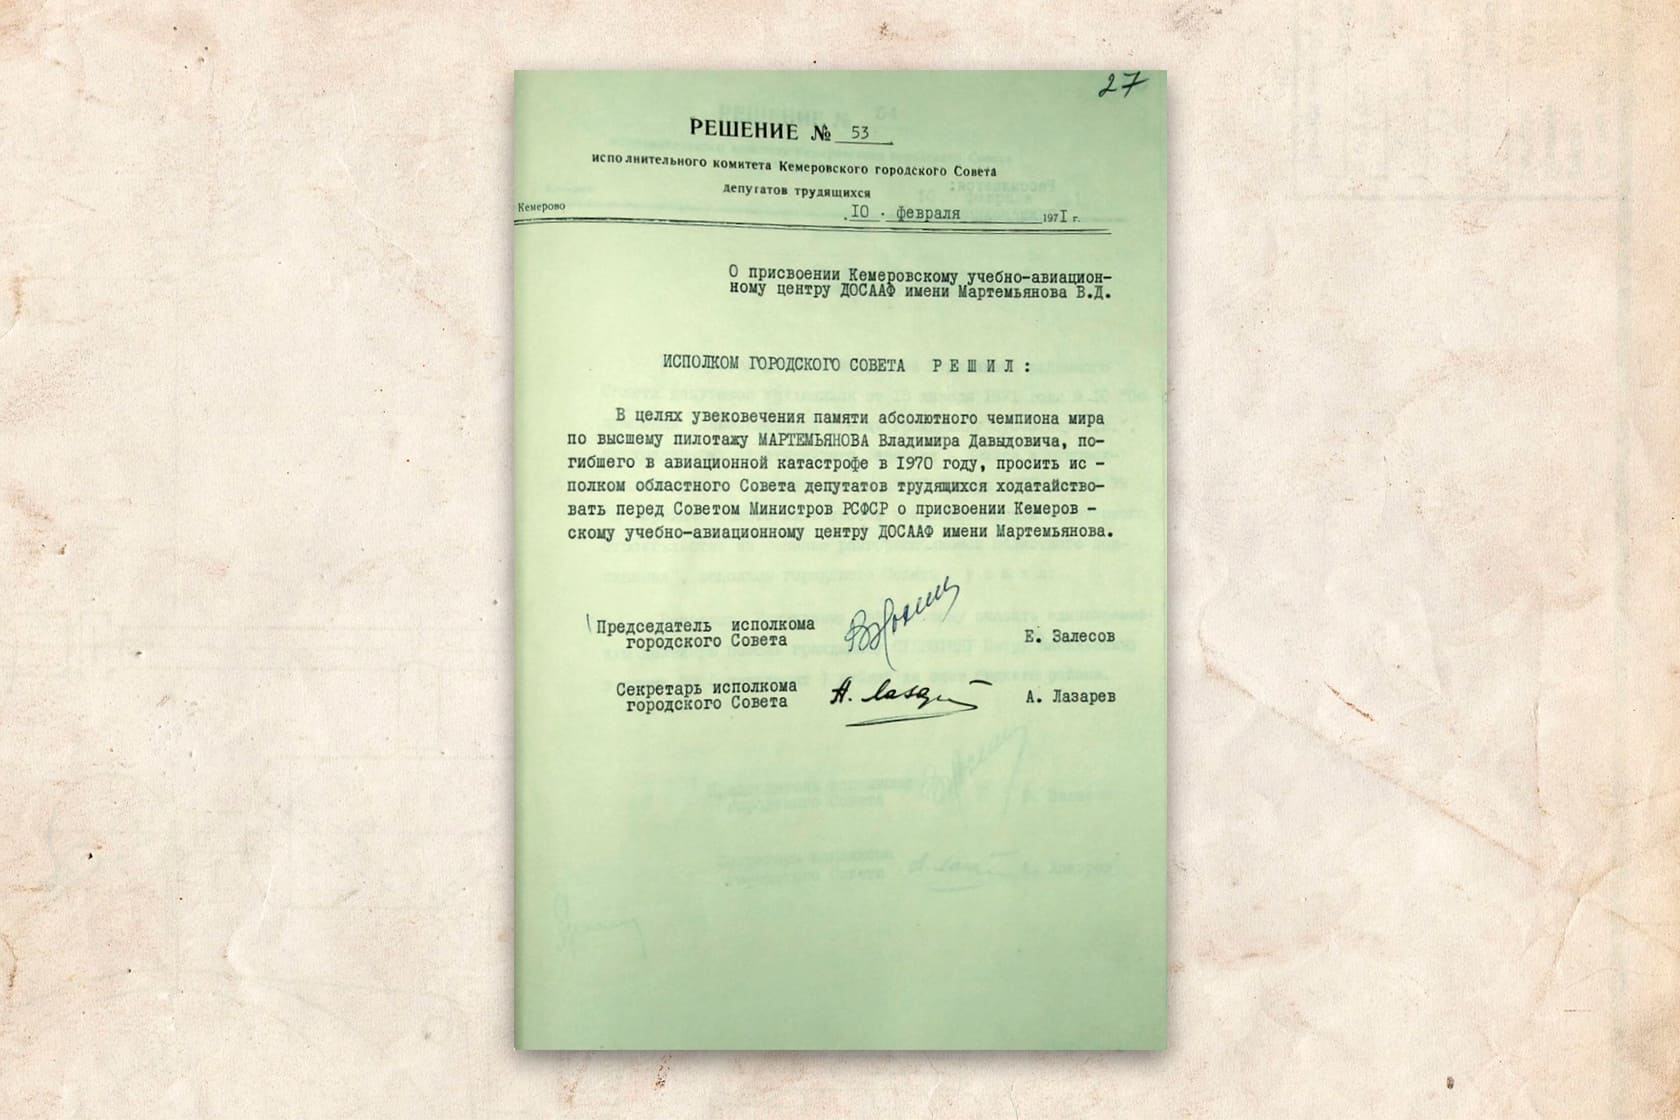 27
РЕШЕНИЕ № 53
исполнительного комитета Кемеровского городского Совета
депутатов трудящихся
Кемерово
10 . февраля 1971 г.
О присвоении Кемеровскому учебно-авиацион-
ному центру ДОСААФ имени Мартемьянова В.Д.
ИСПОЛКОМ ГОРОДСКОГО СОВЕТА Р Е Ш И Л :
В целях увековечения памяти абсолютного чемпиона мира
по высшему пилотажу МАРТЕМЬЯНОВА Владимира Давыдовича, по-
гибшего в авиационной катастрофе в 1970 году, просить ис -
полком областного Совета депутатов трудящихся ходатайство-
вать перед Советом Министров РСФСР о присвоении Кемеров -
скому учебно-авиационному центру ДОСААФ имени Мартемьянова.
Председатель исполкома
городского Совета
Е. Залесов
Секретарь исполкома
городского Совета
А. Лазарев